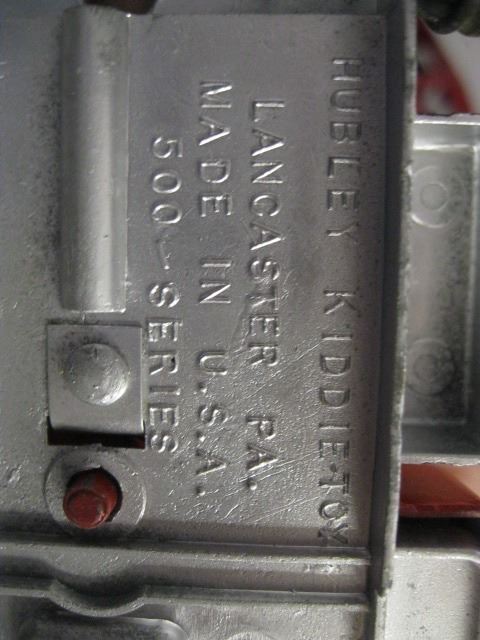 HUBLEY KIDDIE-TOY
LANCASTER PA.
MADE IN U.S.A.
500-SERIES